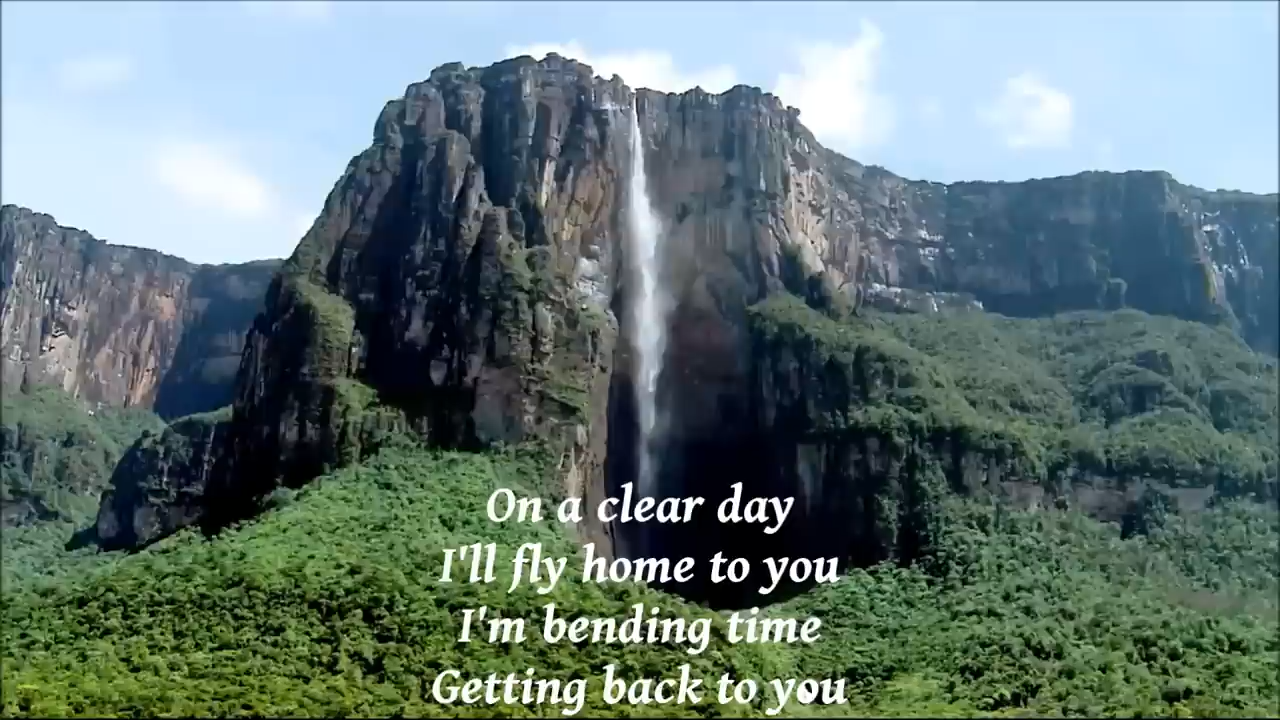 On a clear day
I'll fly home to you
I'm bending time
Getting back to you